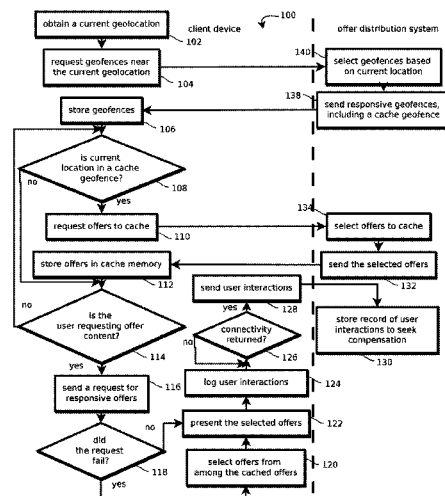 100
client device
offer distribution system
obtain a current geolocation
102
request geofences near
the current geolocation
104
140
select geofences based
on current location
138
send responsive geofences,
including a cache geofence
store geofences
106
is current
location in a cache
geofence?
no
108
yes
request offers to cache
110
134
select offers to cache
send the selected offers
132
store offers in cache memory
112
no
Is the
user requesting offer
content?
114
yes
send user interactions
128
yes
connectivity
returned?
no
126
store record of user
interactions to seek
compensation
130
send a request for
responsive offers
116
log user interactions
124
did
the request
fail?
no
118
yes
present the selected offers
122
select offers from
among the cached offers
120